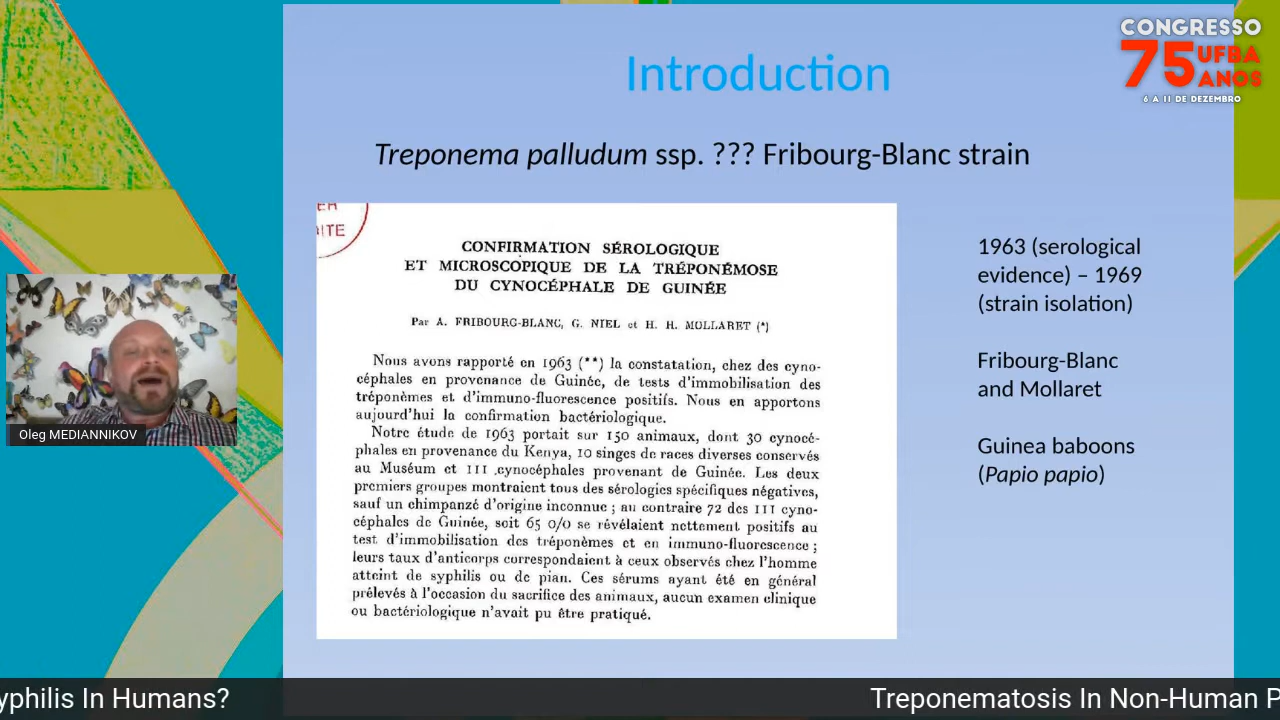 CONGRESSO
75 UFBA
ANOS
6 A 11 DE DEZEMBRO
Introduction
Treponema palludum ssp. ??? Fribourg-Blanc strain
ITE
CONFIRMATION SÉROLOGIQUE
ET MICROSCOPIQUE DE LA TRÉPONÉMOSE
DU CYNOCÉPHALE DE GUINÉE
Par A. FRIBOURG-BLANC, G. NIEL et H. H. MOLLARET (*)
Nous avons rapporté en 1963 (**) la constatation, chez des cyno-
céphales en provenance de Guinée, de tests d'immobilisation des
tréponèmes et d'immuno-fluorescence positifs. Nous en apportons
aujourd'hui la confirmation bactériologique.
Notre étude de 1963 portait sur 150 animaux, dont 30 cynocé-
phales en provenance du Kenya, 10 singes de races diverses conservés
au Muséum et 111 cynocéphales provenant de Guinée. Les deux
premiers groupes montraient tous des sérologies spécifiques négatives,
sauf un chimpanzé d'origine inconnue ; au contraire 72 des 111 cyno-
céphales de Guinée, soit 65 0/0 se révélaient nettement positifs au
test d'immobilisation des tréponèmes et en immuno-fluorescence ;
leurs taux d'anticorps correspondaient à ceux observés chez l'homme
atteint de syphilis ou de pian. Ces sérums ayant été en général
prélevés à l'occasion du sacrifice des animaux, aucun examen clinique
ou bactériologique n'avait pu être pratiqué.
1963 (serological
evidence) – 1969
(strain isolation)
Fribourg-Blanc
and Mollaret
Guinea baboons
(Papio papio)
Oleg MEDIANNIKOV
yphilis In Humans?
Treponematosis In Non-Human P